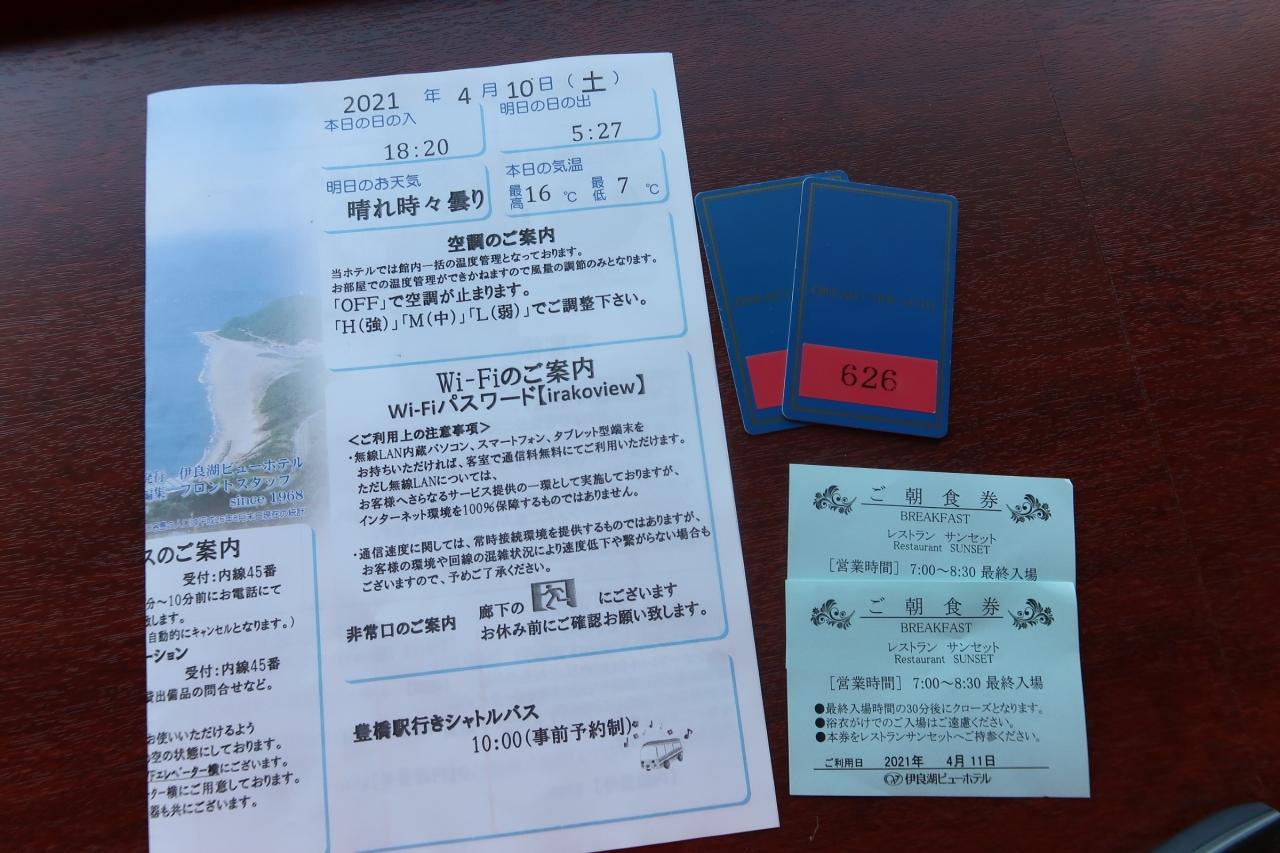 2021 年 4 月 10 日 ( 土 )
本日の日の入
18:20
明日の日の出
5:27
明日のお天気
晴れ時々曇り
本日の気温
最高 16 ℃ 最低 7 ℃
空調のご案内
当ホテルでは館内一括の温度管理となっております。
お部屋での温度管理ができかねますので風量の調節のみとなります。
「OFF」で空調が止まります。
「H(強)」「M(中)」「L(弱)」でご調整下さい。
Wi-Fiのご案内
Wi-Fiパスワード【irakoview】
<ご利用上の注意事項>
・無線LAN内蔵パソコン、スマートフォン、タブレット型端末を
お持ちいただければ、客室で通信料無料にてご利用いただけます。
ただし無線LANについては、
お客様へさらなるサービス提供の一環として実施しておりますが、
インターネット環境を100%保障するものではありません。
・通信速度に関しては、常時接続環境を提供するものではありますが、
お客様の環境や回線の混雑状況により速度低下や繋がらない場合も
ございますので、予めご了承ください。
非常口のご案内
廊下の にございます
お休み前にご確認お願い致します。
豊橋駅行きシャトルバス
10:00(事前予約制)
発行 伊良湖ビューホテル
編集 フロントスタッフ
since 1968
スのご案内
受付:内線45番
分～10分前にお電話にて
致します。
自動的にキャンセルとなります。)
ーション
受付:内線45番
貸出備品の問合せなど。
お使いいただけるよう
の空の状態にしております。
エレベーター横にございます。
ター横にご用意しております。
器も共にございます。
626
ご朝食券
BREAKFAST
レストラン サンセット
Restaurant SUNSET
[営業時間] 7:00～8:30 最終入場
ご朝食券
BREAKFAST
レストラン サンセット
Restaurant SUNSET
[営業時間] 7:00～8:30 最終入場
●最終入場時間の30分後にクローズとなります。
●浴衣がけでのご入場はご遠慮ください。
●本券をレストランサンセットへご持参ください。
ご利用日 2021年 4月 11日
伊良湖ビューホテル